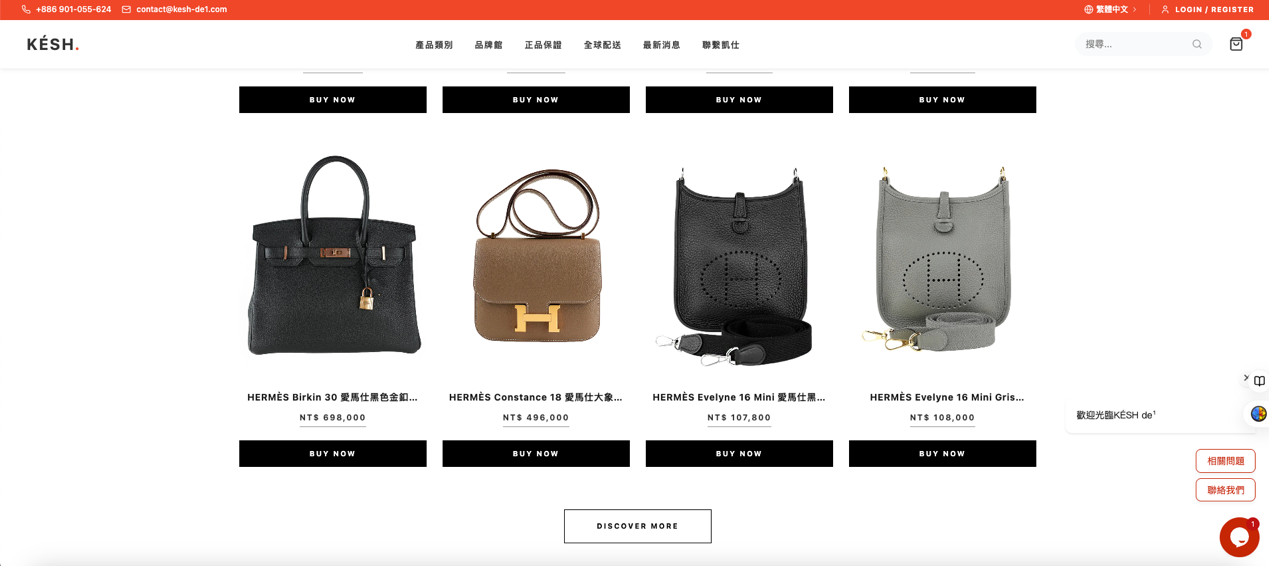 +886 901-055-624 contact@kesh-de1.com 繁體中文 LOGIN / REGISTER
KÉSH. 產品類別 品牌館 正品保證 全球配送 最新消息 聯繫凱仕 搜尋... 1
BUY NOW BUY NOW BUY NOW BUY NOW
HERMÈS Birkin 30 愛馬仕黑色金釦... HERMÈS Constance 18 愛馬仕大象... HERMÈS Evelyne 16 Mini 愛馬仕黑... HERMÈS Evelyne 16 Mini Gris...
NT$ 698,000 NT$ 496,000 NT$ 107,800 NT$ 108,000
歡迎光臨KÉSH de¹
BUY NOW BUY NOW BUY NOW BUY NOW
相關問題
聯絡我們
DISCOVER MORE
1